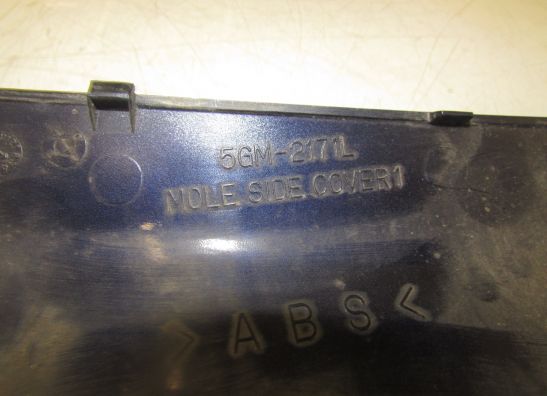 5GM-2171L
MOLE SIDE COVER1
>ABS<